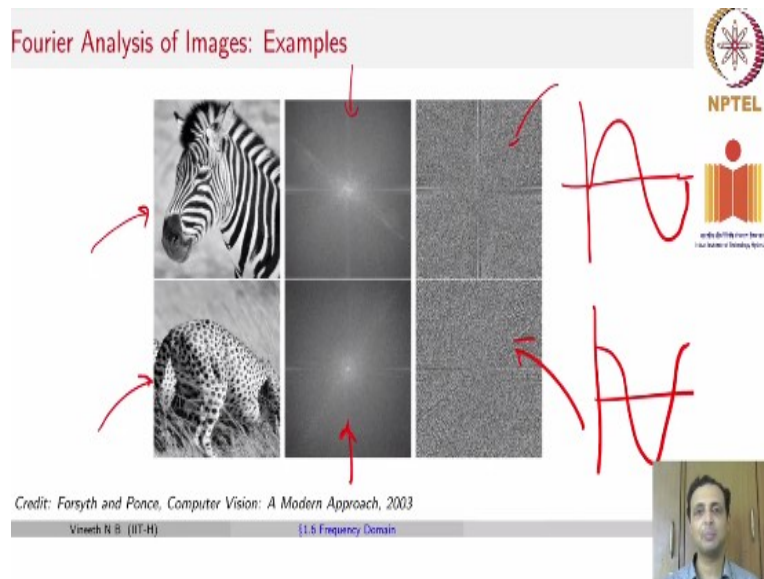 Fourier Analysis of Images: Examples
NPTEL
Credit: Forsyth and Ponce, Computer Vision: A Modern Approach, 2003
Vineeth N B (IIT-H)
§1.5 Frequency Domain